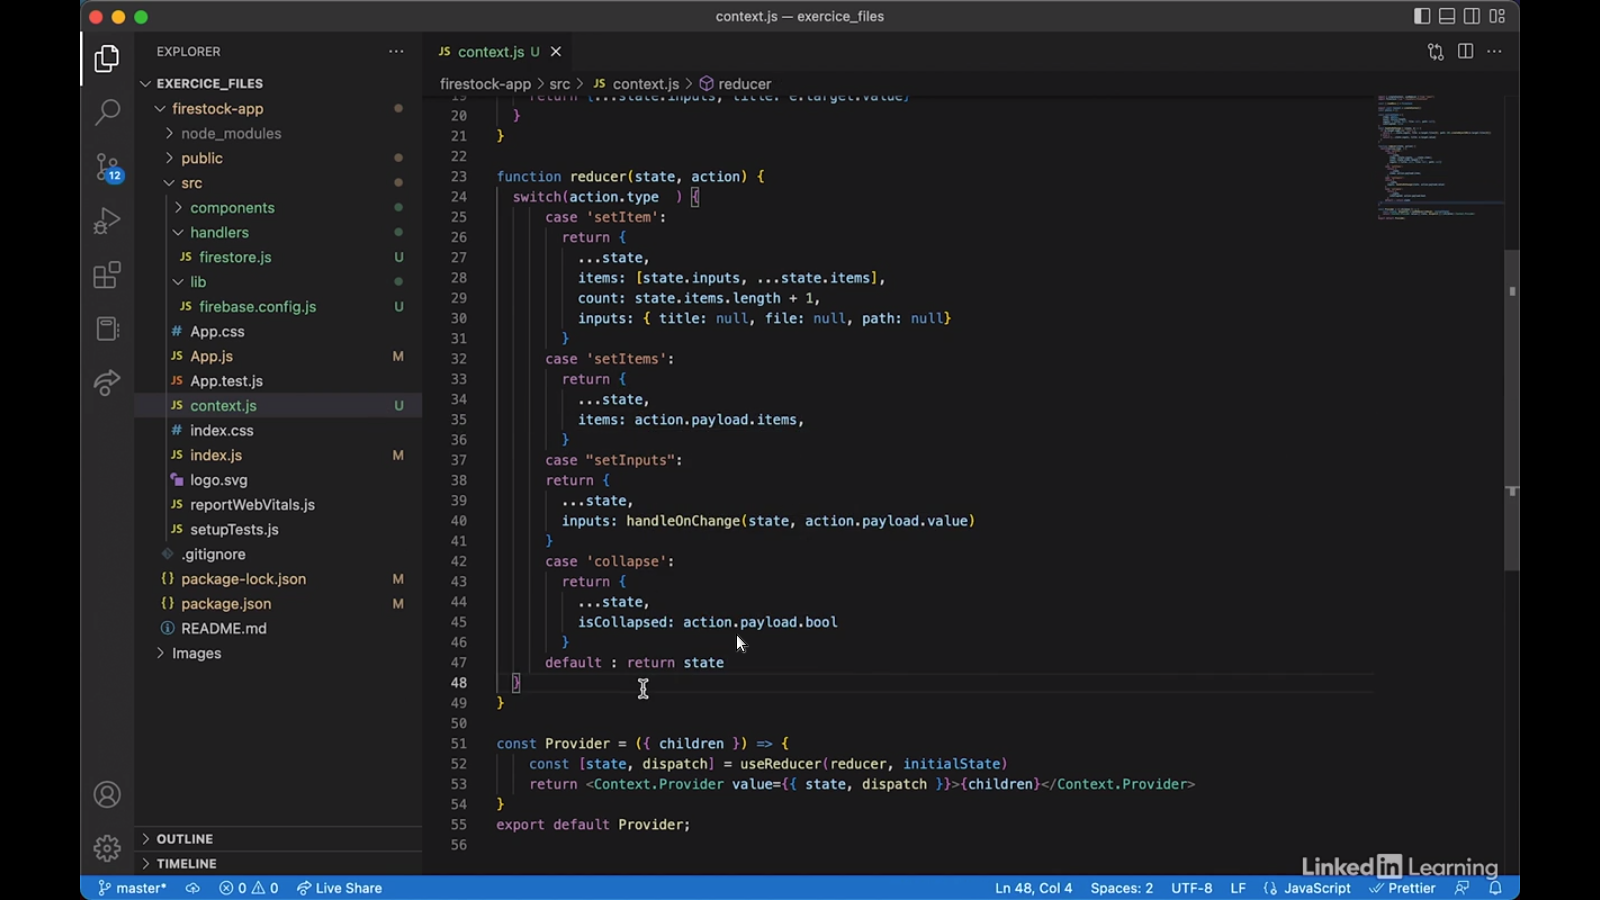 context.js — exercice_files
EXPLORER
EXERCICE_FILES
firestock-app
node_modules
public
src
components
handlers
JS firestore.js U
lib
JS firebase.config.js U
# App.css
JS App.js M
JS App.test.js
JS context.js U
# index.css
JS index.js M
logo.svg
JS reportWebVitals.js
JS setupTests.js
.gitignore
{} package-lock.json M
{} package.json M
README.md
Images
OUTLINE
TIMELINE
12
JS context.js U
firestock-app > src > JS context.js > reducer
19 return {...state.inputs, title: e.target.value}
20 }
21 }
22
23 function reducer(state, action) {
24 switch(action.type  ) {
25 case 'setItem':
26 return {
27 ...state,
28 items: [state.inputs, ...state.items],
29 count: state.items.length + 1,
30 inputs: { title: null, file: null, path: null}
31 }
32 case 'setItems':
33 return {
34 ...state,
35 items: action.payload.items,
36 }
37 case "setInputs":
38 return {
39 ...state,
40 inputs: handleOnChange(state, action.payload.value)
41 }
42 case 'collapse':
43 return {
44 ...state,
45 isCollapsed: action.payload.bool
46 }
47 default : return state
48 }
49 }
50
51 const Provider = ({ children }) => {
52 const [state, dispatch] = useReducer(reducer, initialState)
53 return <Context.Provider value={{ state, dispatch }}>{children}</Context.Provider>
54 }
55 export default Provider;
56
LinkedIn Learning
master* 0 0 Live Share Ln 48, Col 4 Spaces: 2 UTF-8 LF {} JavaScript Prettier